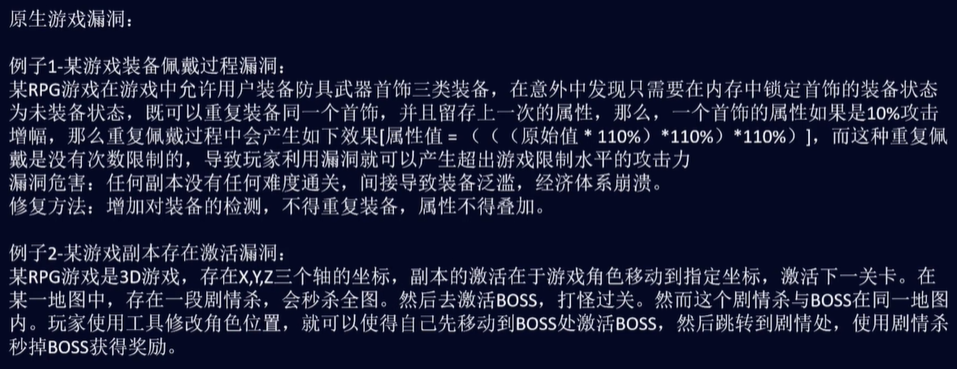 原生游戏漏洞：
例子1-某游戏装备佩戴过程漏洞：
某RPG游戏在游戏中允许用户装备防具武器首饰三类装备，在意外中发现只需要在内存中锁定首饰的装备状态
为未装备状态，既可以重复装备同一个首饰，并且留存上一次的属性，那么，一个首饰的属性如果是10%攻击
增幅，那么重复佩戴过程中会产生如下效果[属性值 = （（（原始值 * 110%）*110%）*110%）]，而这种重复佩
戴是没有次数限制的，导致玩家利用漏洞就可以产生超出游戏限制水平的攻击力
漏洞危害：任何副本没有任何难度通关，间接导致装备泛滥，经济体系崩溃。
修复方法：增加对装备的检测，不得重复装备，属性不得叠加。
例子2-某游戏副本存在激活漏洞：
某RPG游戏是3D游戏，存在X,Y,Z三个轴的坐标，副本的激活在于游戏角色移动到指定坐标，激活下一关卡。在
某一地图中，存在一段剧情杀，会秒杀全图。然后去激活BOSS，打怪过关。然而这个剧情杀与BOSS在同一地图
内。玩家使用工具修改角色位置，就可以使得自己先移动到BOSS处激活BOSS，然后跳转到剧情处，使用剧情杀
秒掉BOSS获得奖励。